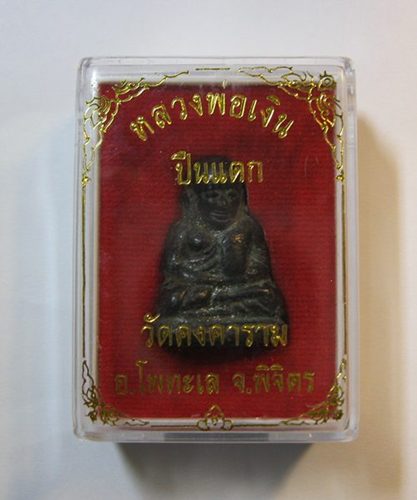 หลวงพ่อเงิน
ปืนแตก
วัดคงคาราม
อ.โพทะเล จ.พิจิตร